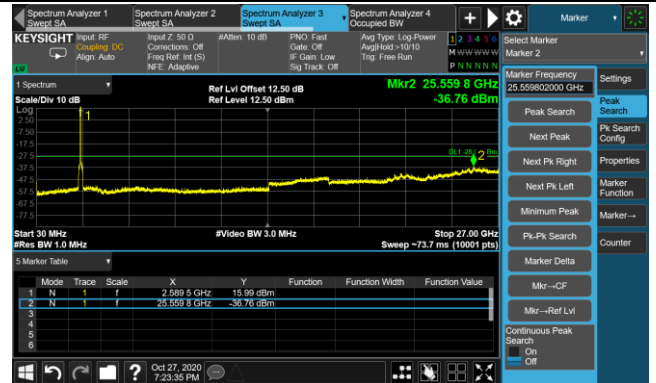 Spectrum Analyzer 1
Swept SA
Spectrum Analyzer 2
Swept SA
Spectrum Analyzer 3
Swept SA
Spectrum Analyzer 4
Occupied BW
+
Marker
KEYSIGHT
Input: RF
Coupling: DC
Align: Auto
Input Z: 50 Ω
Corrections: Off
Freq Ref: Int (S)
NFE: Adaptive
#Atten: 10 dB
PNO: Fast
Gate: Off
IF Gain: Low
Sig Track: Off
Avg Type: Log-Power
Avg|Hold:>10/10
Trig: Free Run
1 2 3 4 5 6
M W W W W W
P N N N N N
Select Marker
Marker 2
1 Spectrum
Scale/Div 10 dB
Ref Lvl Offset 12.50 dB
Ref Level 12.50 dBm
Mkr2 25.559 8 GHz
-36.76 dBm
Log
2.50
-7.50
-17.5
-27.5
-37.5
-47.5
-57.5
-67.5
-77.5
1
2
Start 30 MHz
#Res BW 1.0 MHz
#Video BW 3.0 MHz
Stop 27.00 GHz
Sweep ~73.7 ms (10001 pts)
5 Marker Table
Mode Trace Scale X Y Function Function Width Function Value
1 N 1 f 2.589 5 GHz 15.99 dBm
2 N 1 f 25.559 8 GHz -36.76 dBm
3
4
5
6
Marker Frequency
25.559802000 GHz
Peak Search
Next Peak
Next Pk Right
Next Pk Left
Minimum Peak
Pk-Pk Search
Marker Delta
Mkr→CF
Mkr→Ref Lvl
Continuous Peak
Search
On
Off
Settings
Peak
Search
Pk Search
Config
Properties
Marker
Function
Marker→
Counter
?
Oct 27, 2020
7:23:35 PM